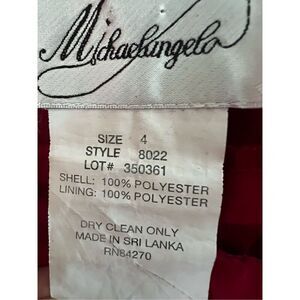 Michaelangelo
SIZE 4
STYLE 8022
LOT# 350361
SHELL: 100% POLYESTER
LINING: 100% POLYESTER
DRY CLEAN ONLY
MADE IN SRI LANKA
RN84270